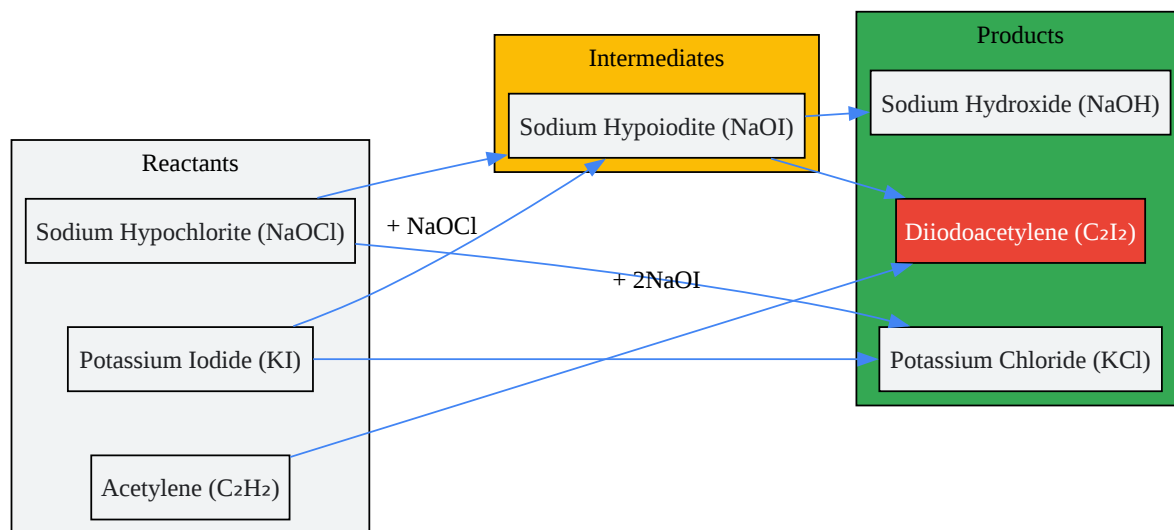 Reactants
Sodium Hypochlorite (NaOCl)
Potassium Iodide (KI)
Acetylene (C₂H₂)
+ NaOCl
+ 2NaOI
Intermediates
Sodium Hypoiodite (NaOI)
Products
Sodium Hydroxide (NaOH)
Diiodoacetylene (C₂I₂)
Potassium Chloride (KCl)